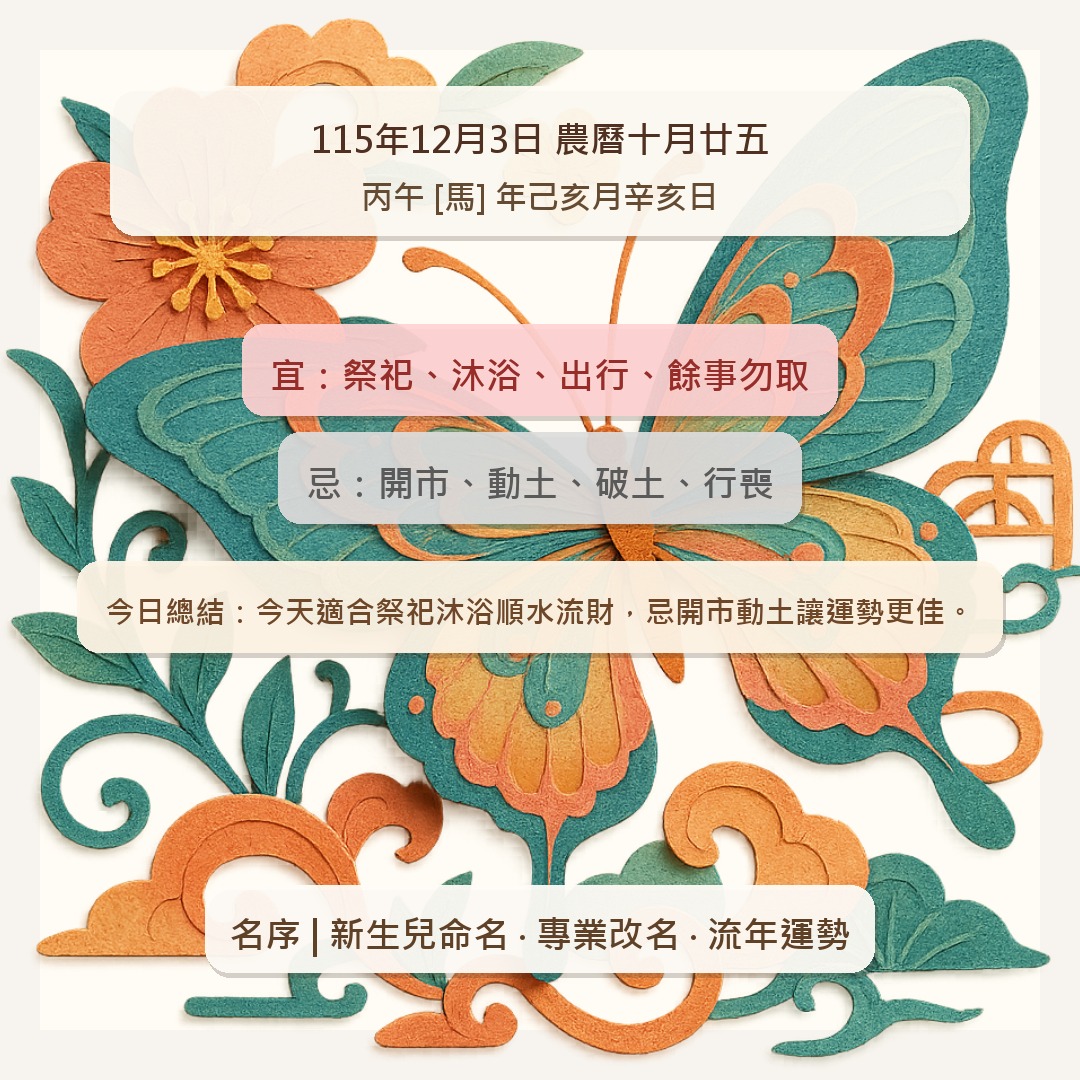 115年12月3日 農曆十月廿五
丙午 [馬] 年己亥月辛亥日
宜：祭祀、沐浴、出行、餘事勿取
忌：開市、動土、破土、行喪
今日總結：今天適合祭祀沐浴順水流財，忌開市動土讓運勢更佳。
名序 | 新生兒命名 · 專業改名 · 流年運勢